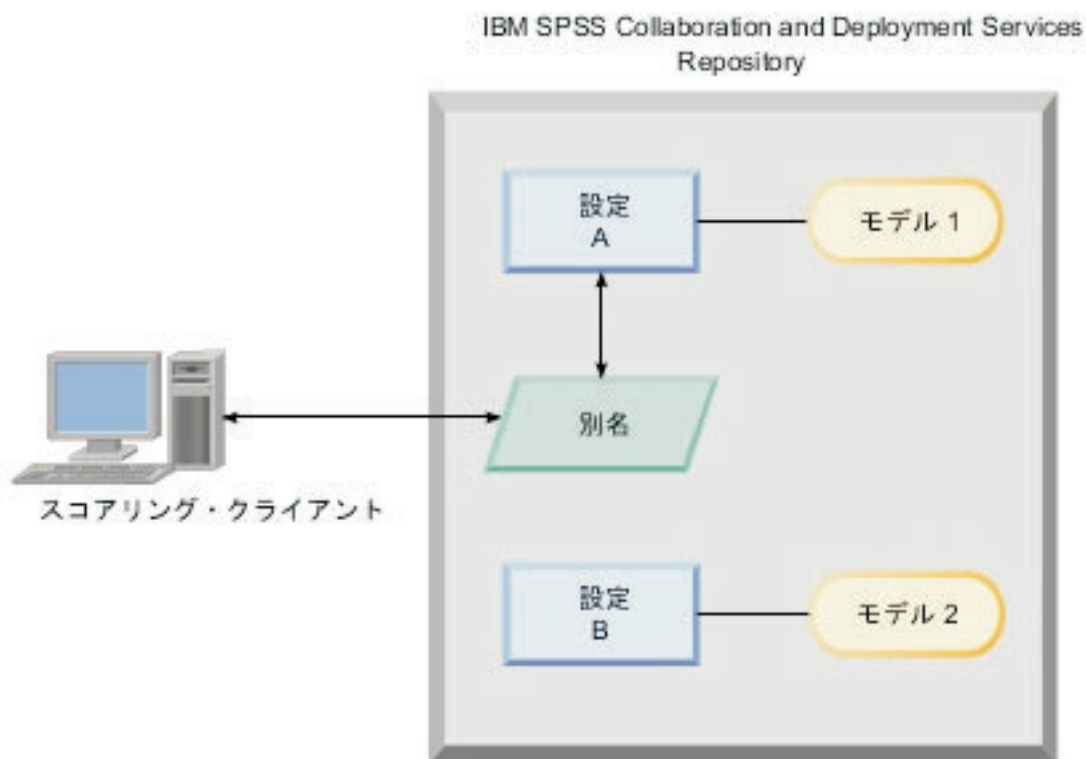 IBM SPSS Collaboration and Deployment Services
Repository
設定
A
モデル 1
別名
スコアリング・クライアント
設定
B
モデル 2